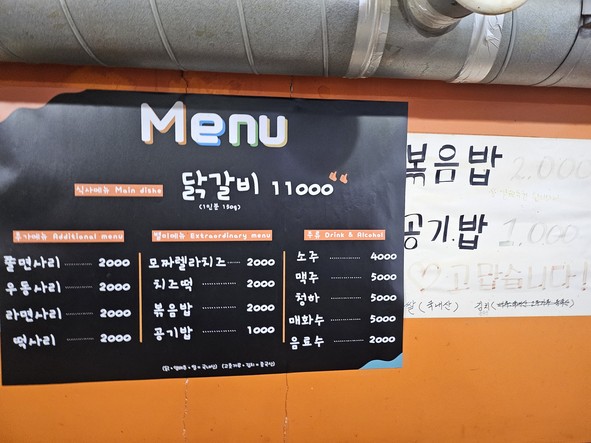 Menu
식사메뉴 Main dishe
닭갈비 11000
(1인분 150g)
추가메뉴 Additional menu
쫄면사리 2000
우동사리 2000
라면사리 2000
떡사리 2000
별미메뉴 Extraordinary menu
모짜렐라치즈 2000
치즈떡 2000
볶음밥 2000
공기밥 1000
주류 Drink & Alcohol
소주 4000
맥주 5000
청하 5000
매화수 5000
음료수 2000
볶음밥 2.000
공기.밥 1.000
♡고맙습니다!
쌀 (국내산)